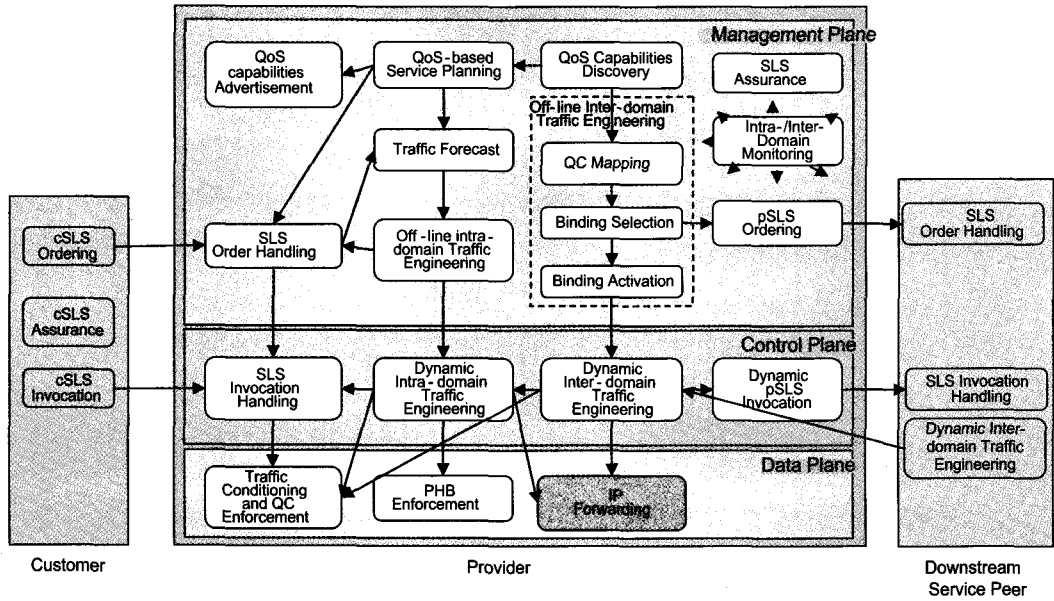 Management Plane
QoS
capabilities
Advertisement
QoS-based
Service Planning
QoS Capabilities
Discovery
SLS
Assurance
Off-line Inter-domain
Traffic Engineering
Traffic Forecast
QC Mapping
Intra-/Inter-
Domain
Monitoring
cSLS
Ordering
SLS
Order Handling
Off-line intra-
domain Traffic
Engineering
Binding Selection
pSLS
Ordering
SLS
Order Handling
Binding Activation
cSLS
Assurance
Control Plane
cSLS
Invocation
SLS
Invocation
Handling
Dynamic
Intra-domain
Traffic
Engineering
Dynamic
Inter-domain
Traffic
Engineering
Dynamic
pSLS
Invocation
SLS Invocation
Handling
Dynamic Inter-
domain Traffic
Engineering
Data Plane
Traffic
Conditioning
and QC
Enforcement
PHB
Enforcement
IP
Forwarding
Customer
Provider
Downstream
Service Peer